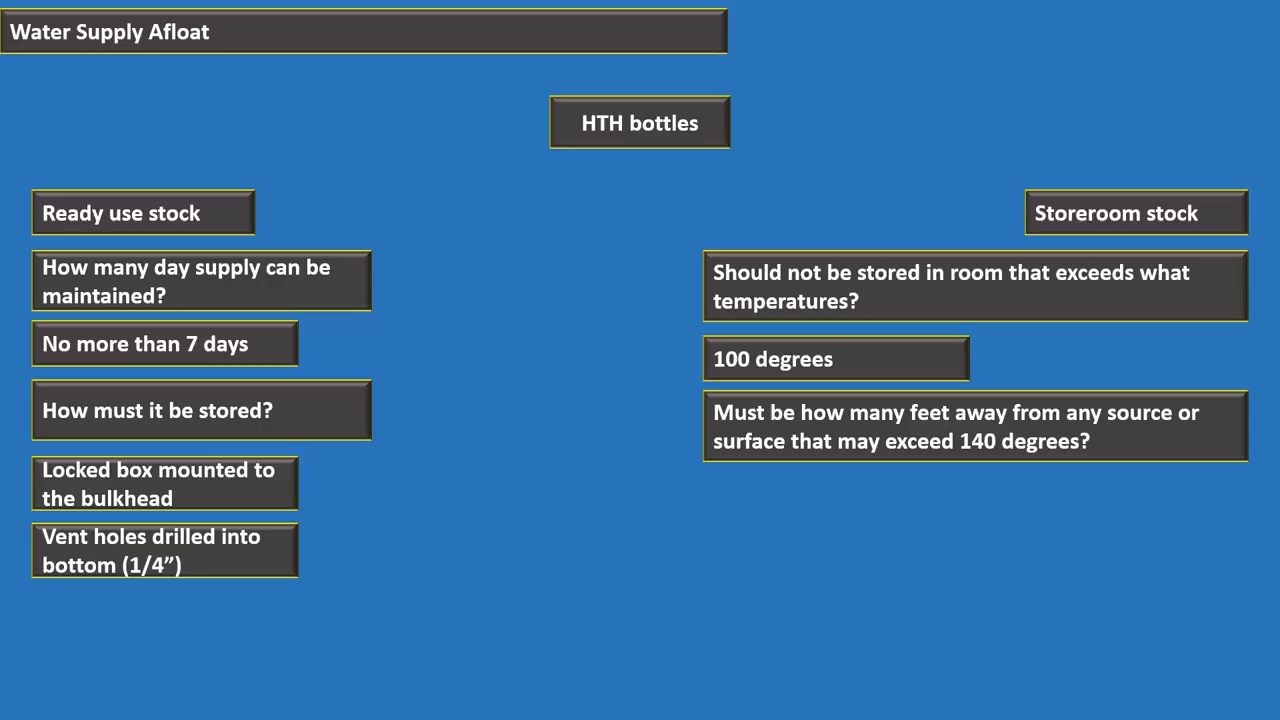 Water Supply Afloat
HTH bottles
Ready use stock
How many day supply can be
maintained?
No more than 7 days
How must it be stored?
Locked box mounted to
the bulkhead
Vent holes drilled into
bottom (1/4”)
Storeroom stock
Should not be stored in room that exceeds what
temperatures?
100 degrees
Must be how many feet away from any source or
surface that may exceed 140 degrees?